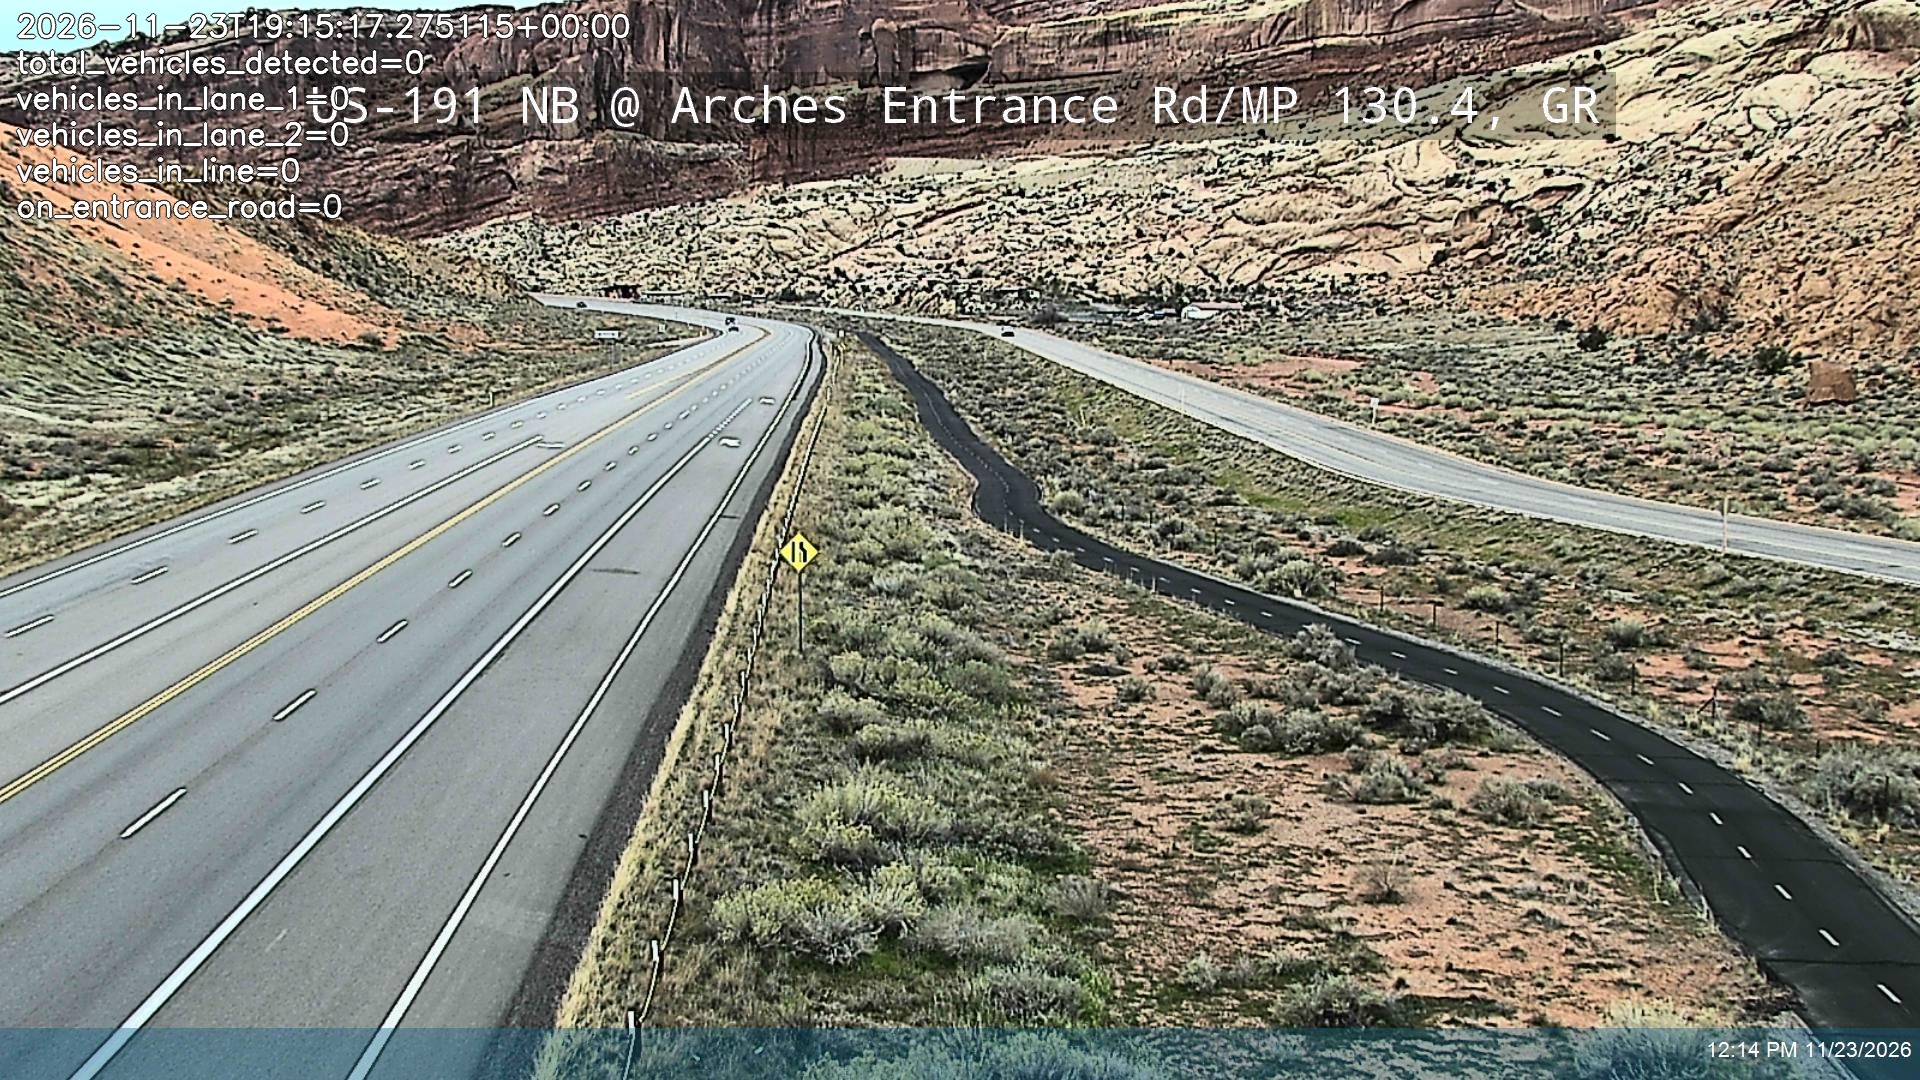 2026-11-23T19:15:17.275115+00:00
total_vehicles_detected=0
vehicles_in_lane_1=0
US-191 NB @ Arches Entrance Rd/MP 130.4, GR
vehicles_in_lane_2=0
vehicles_in_line=0
on_entrance_road=0
12:14 PM 11/23/2026